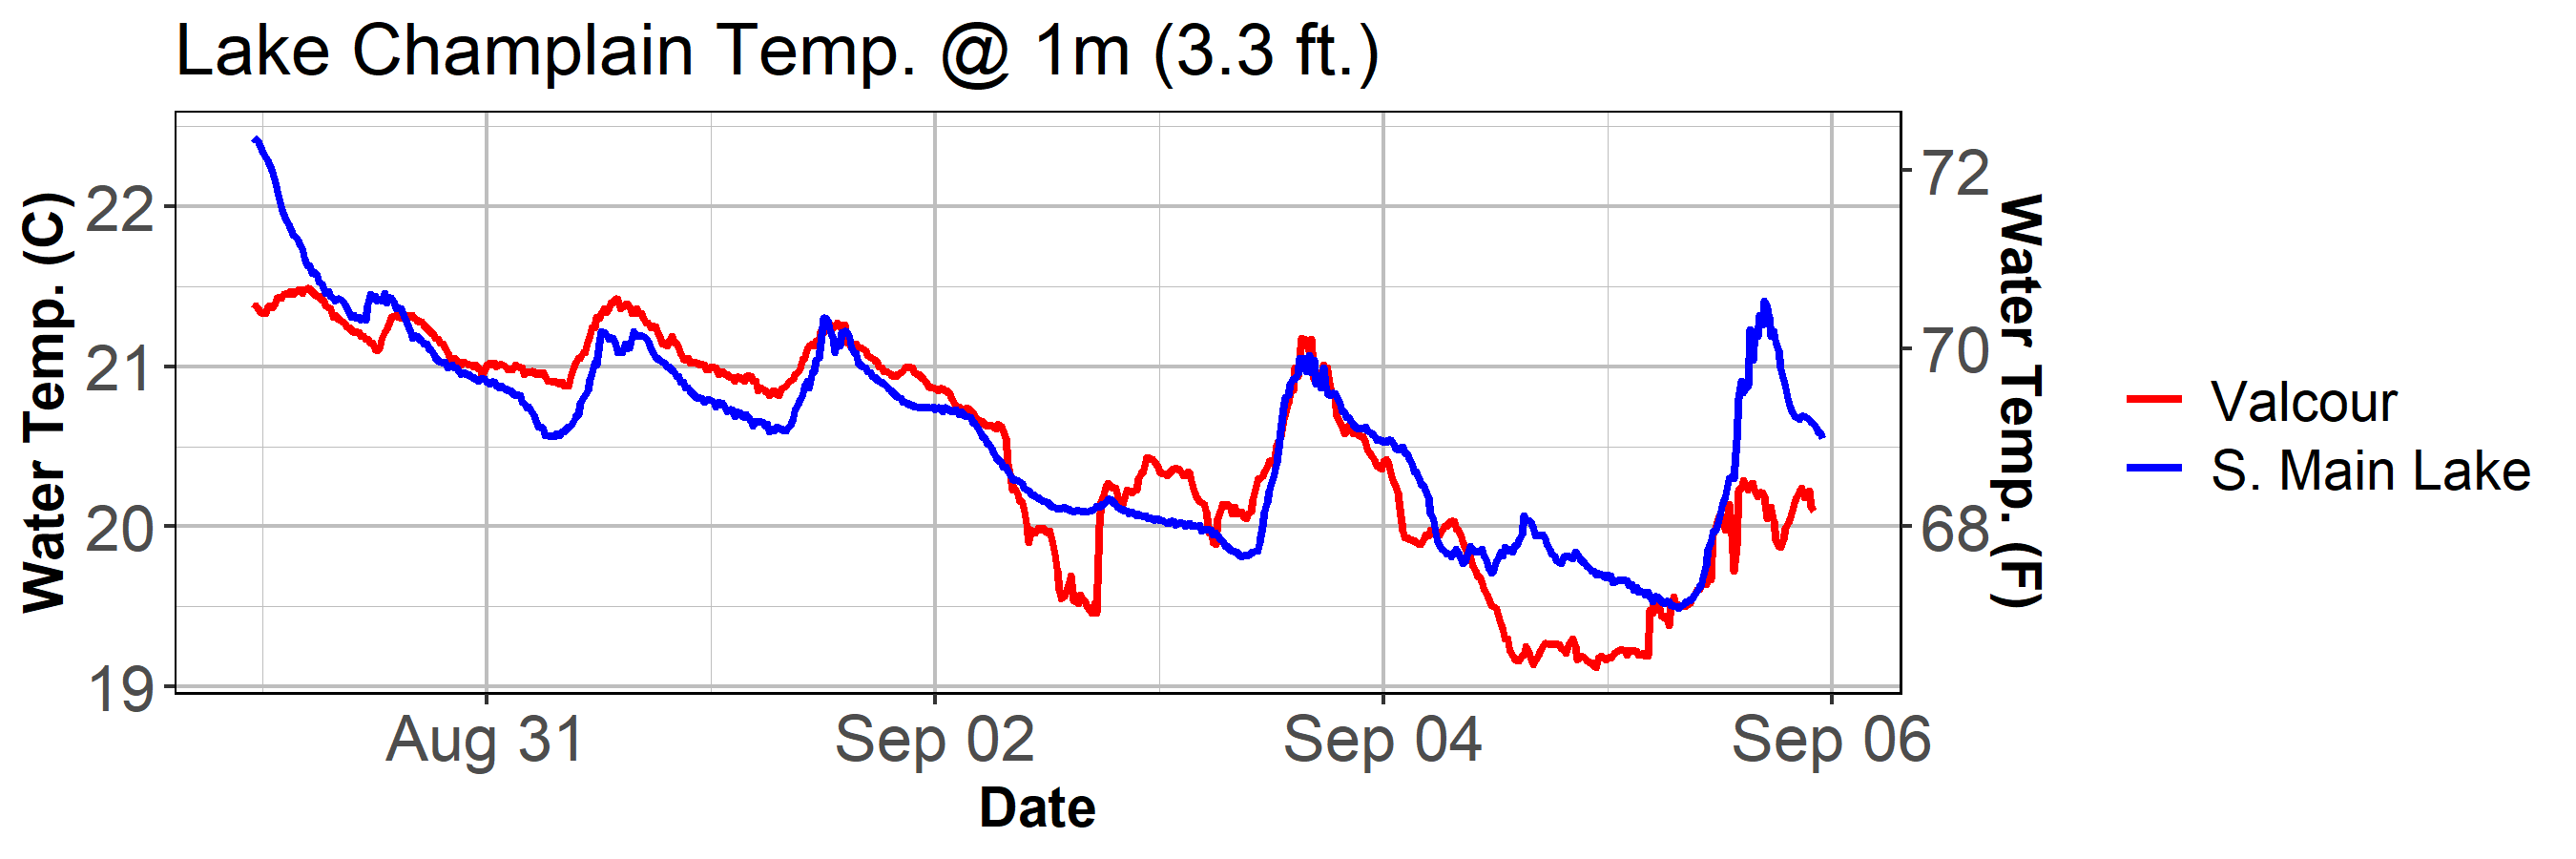 Lake Champlain Temp. @ 1m (3.3 ft.)
Water Temp. (C)
22
21
20
19
72
70
68
Water Temp. (F)
Aug 31
Sep 02
Sep 04
Sep 06
Date
Valcour
S. Main Lake